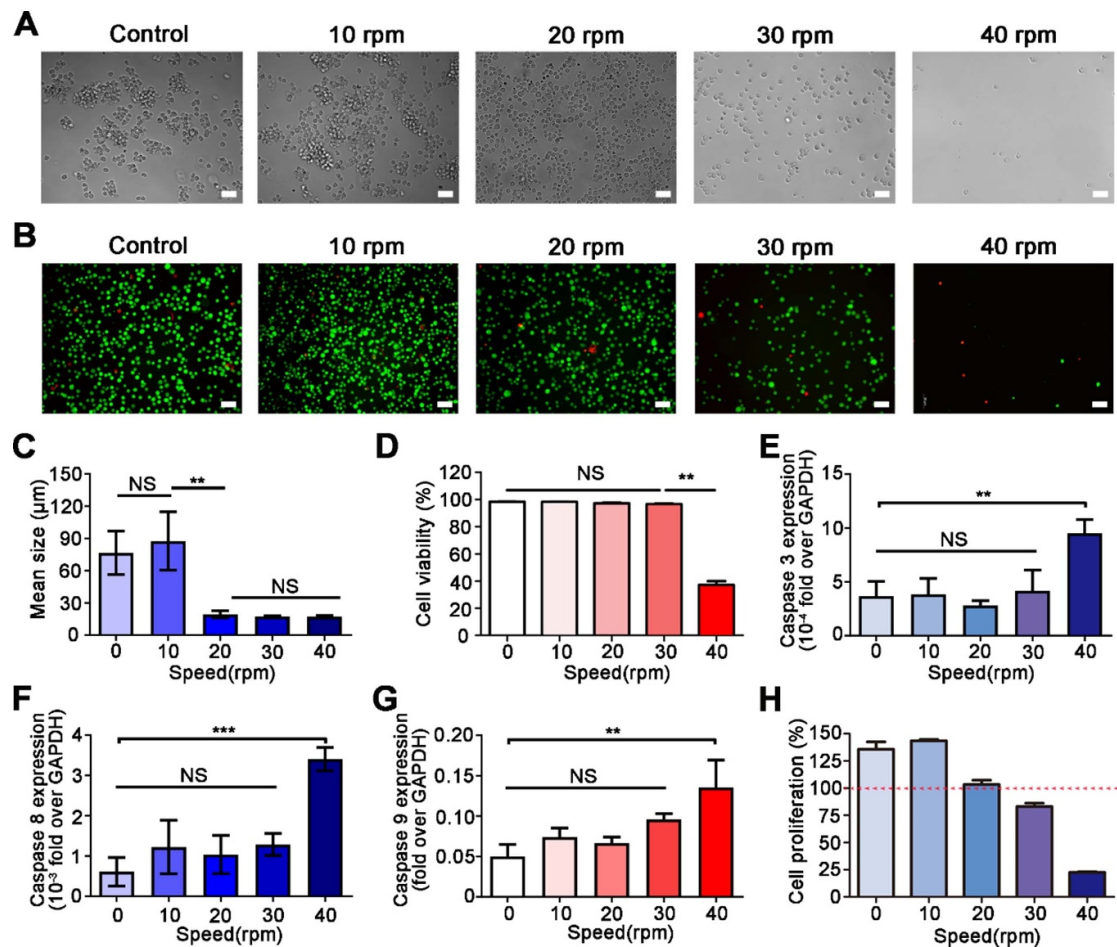 A
Control
10 rpm
20 rpm
30 rpm
40 rpm
B
Control
10 rpm
20 rpm
30 rpm
40 rpm
C
Mean size (μm)
150
120
90
60
30
0
NS
**
NS
0 10 20 30 40
Speed(rpm)
D
Cell viability (%)
120
100
80
60
40
20
0
NS
**
0 10 20 30 40
Speed(rpm)
E
Caspase 3 expression
(10⁻⁴ fold over GAPDH)
15
10
5
0
**
NS
0 10 20 30 40
Speed(rpm)
F
Caspase 8 expression
(10⁻³ fold over GAPDH)
4
3
2
1
0
***
NS
0 10 20 30 40
Speed(rpm)
G
Caspase 9 expression
(fold over GAPDH)
0.20
0.15
0.10
0.05
0.00
**
NS
0 10 20 30 40
Speed(rpm)
H
Cell proliferation (%)
150
125
100
75
50
25
0
0 10 20 30 40
Speed(rpm)